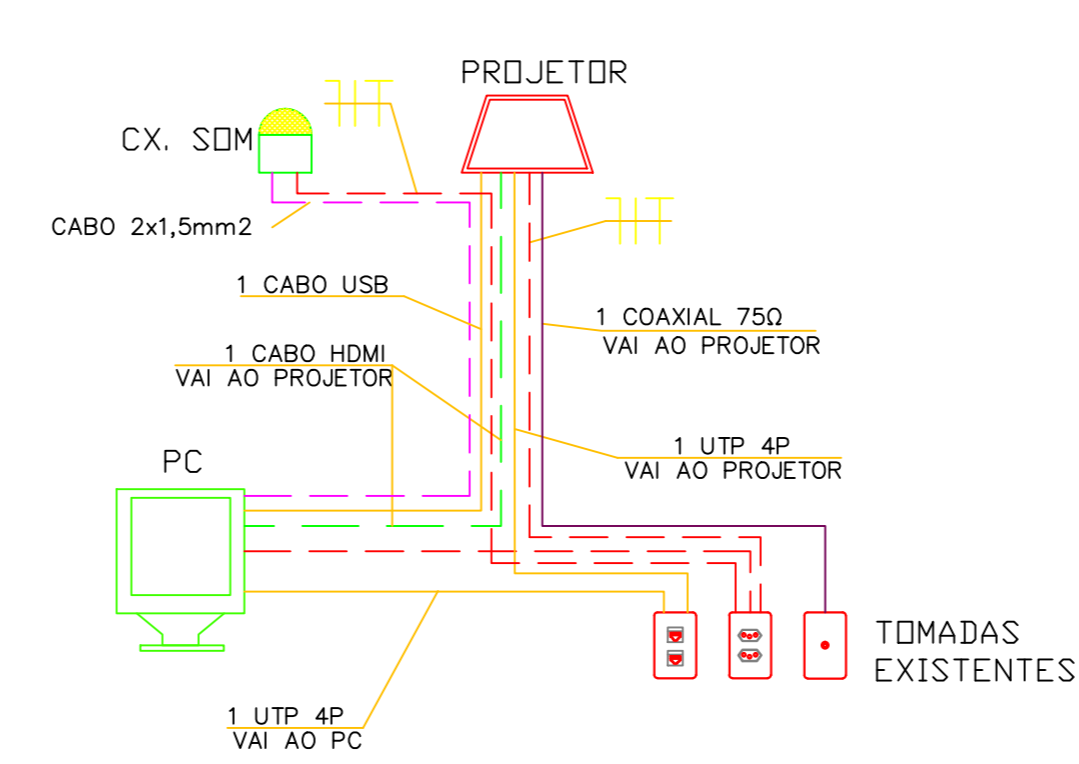 PROJETOR
CX. SOM
CABO 2x1,5mm2
1 CABO USB
1 COAXIAL 75Ω
VAI AO PROJETOR
1 CABO HDMI
VAI AO PROJETOR
1 UTP 4P
VAI AO PROJETOR
PC
TOMADAS
EXISTENTES
1 UTP 4P
VAI AO PC